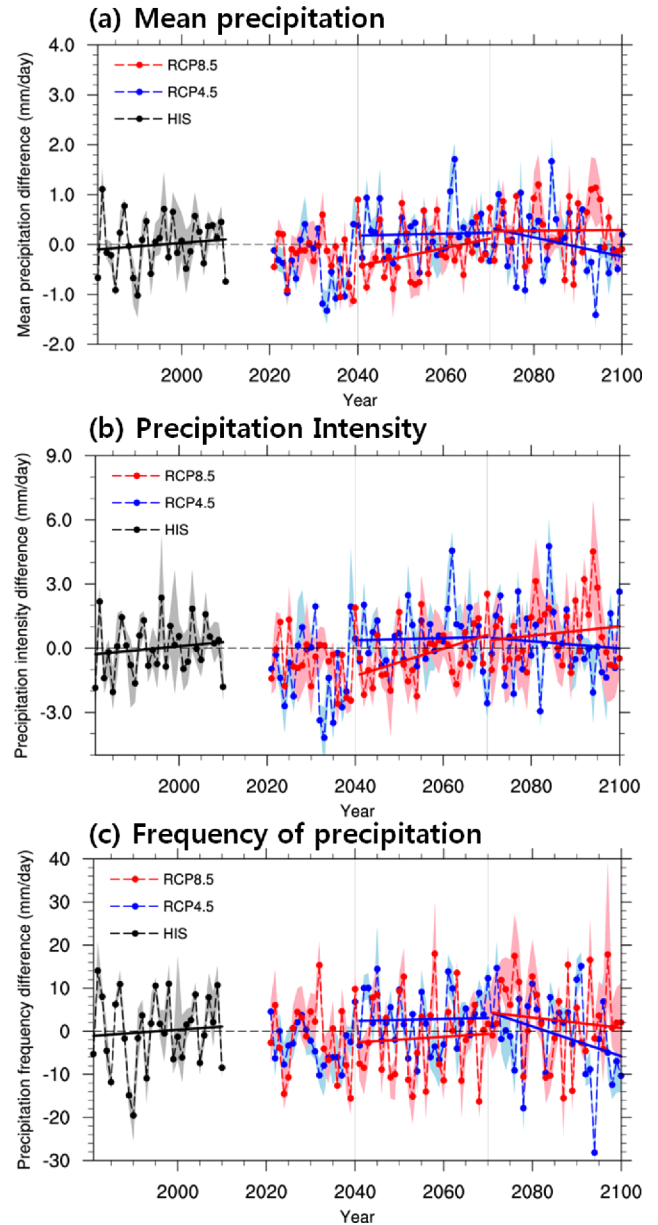 (a) Mean precipitation
Mean precipitation difference (mm/day)
4.0
3.0
2.0
1.0
0.0
-1.0
-2.0
RCP8.5
RCP4.5
HIS
2000 2020 2040 2060 2080 2100
Year
(b) Precipitation Intensity
Precipitation intensity difference (mm/day)
9.0
6.0
3.0
0.0
-3.0
RCP8.5
RCP4.5
HIS
2000 2020 2040 2060 2080 2100
Year
(c) Frequency of precipitation
Precipitation frequency difference (mm/day)
40
30
20
10
0
-10
-20
-30
RCP8.5
RCP4.5
HIS
2000 2020 2040 2060 2080 2100
Year